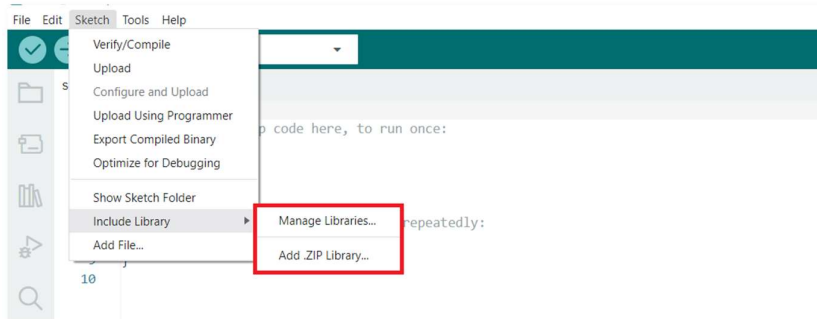 File Edit Sketch Tools Help
Verify/Compile
Upload
Configure and Upload
Upload Using Programmer
Export Compiled Binary
Optimize for Debugging
Show Sketch Folder
Include Library
Add File...
Manage Libraries...
Add .ZIP Library...
code here, to run once:
repeatedly:
10